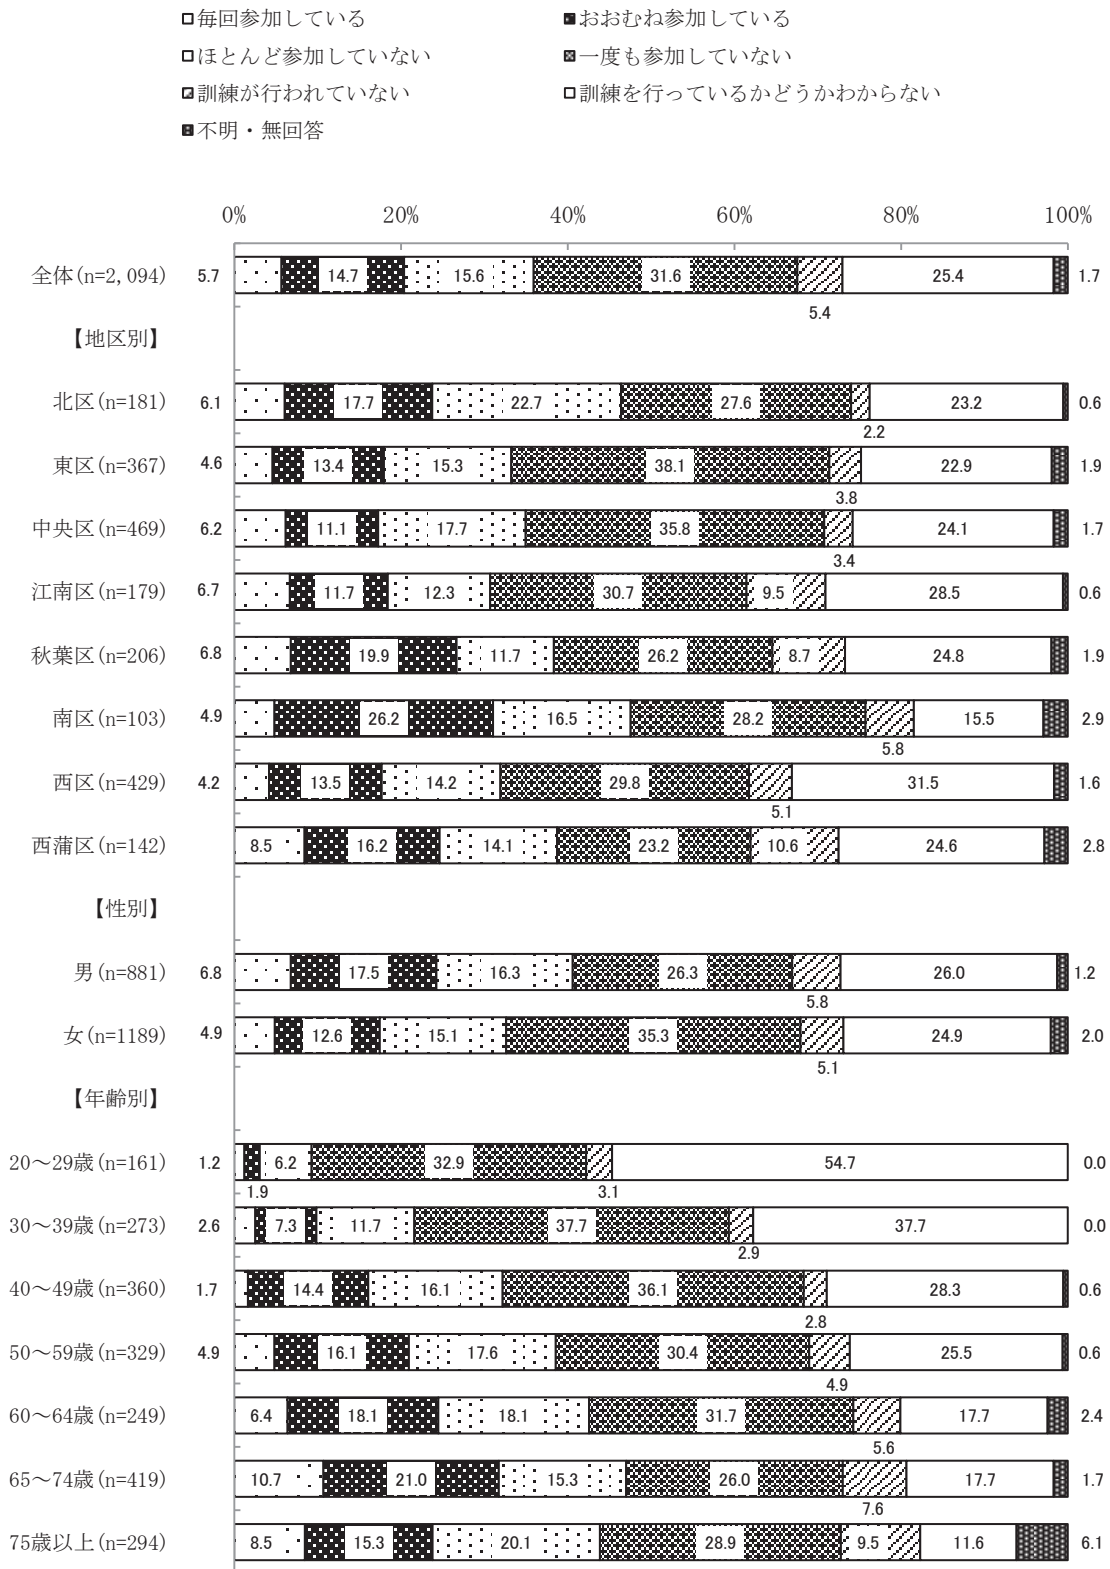 毎回参加している おおむね参加している
ほとんど参加していない 一度も参加していない
訓練が行われていない 訓練を行っているかどうかわからない
不明・無回答
0% 20% 40% 60% 80% 100%
全体(n=2,094) 5.7 14.7 15.6 31.6 25.4 1.7
5.4
【地区別】
北区(n=181) 6.1 17.7 22.7 27.6 23.2 0.6
2.2
東区(n=367) 4.6 13.4 15.3 38.1 22.9 1.9
3.8
中央区(n=469) 6.2 11.1 17.7 35.8 24.1 1.7
3.4
江南区(n=179) 6.7 11.7 12.3 30.7 9.5 28.5 0.6
秋葉区(n=206) 6.8 19.9 11.7 26.2 8.7 24.8 1.9
南区(n=103) 4.9 26.2 16.5 28.2 15.5 2.9
5.8
西区(n=429) 4.2 13.5 14.2 29.8 31.5 1.6
5.1
西蒲区(n=142) 8.5 16.2 14.1 23.2 10.6 24.6 2.8
【性別】
男(n=881) 6.8 17.5 16.3 26.3 26.0 1.2
5.8
女(n=1189) 4.9 12.6 15.1 35.3 24.9 2.0
5.1
【年齢別】
20～29歳(n=161) 1.2 6.2 32.9 54.7 0.0
1.9 3.1
30～39歳(n=273) 2.6 7.3 11.7 37.7 37.7 0.0
2.9
40～49歳(n=360) 1.7 14.4 16.1 36.1 28.3 0.6
2.8
50～59歳(n=329) 4.9 16.1 17.6 30.4 25.5 0.6
4.9
60～64歳(n=249) 6.4 18.1 18.1 31.7 17.7 2.4
5.6
65～74歳(n=419) 10.7 21.0 15.3 26.0 17.7 1.7
7.6
75歳以上(n=294) 8.5 15.3 20.1 28.9 9.5 11.6 6.1